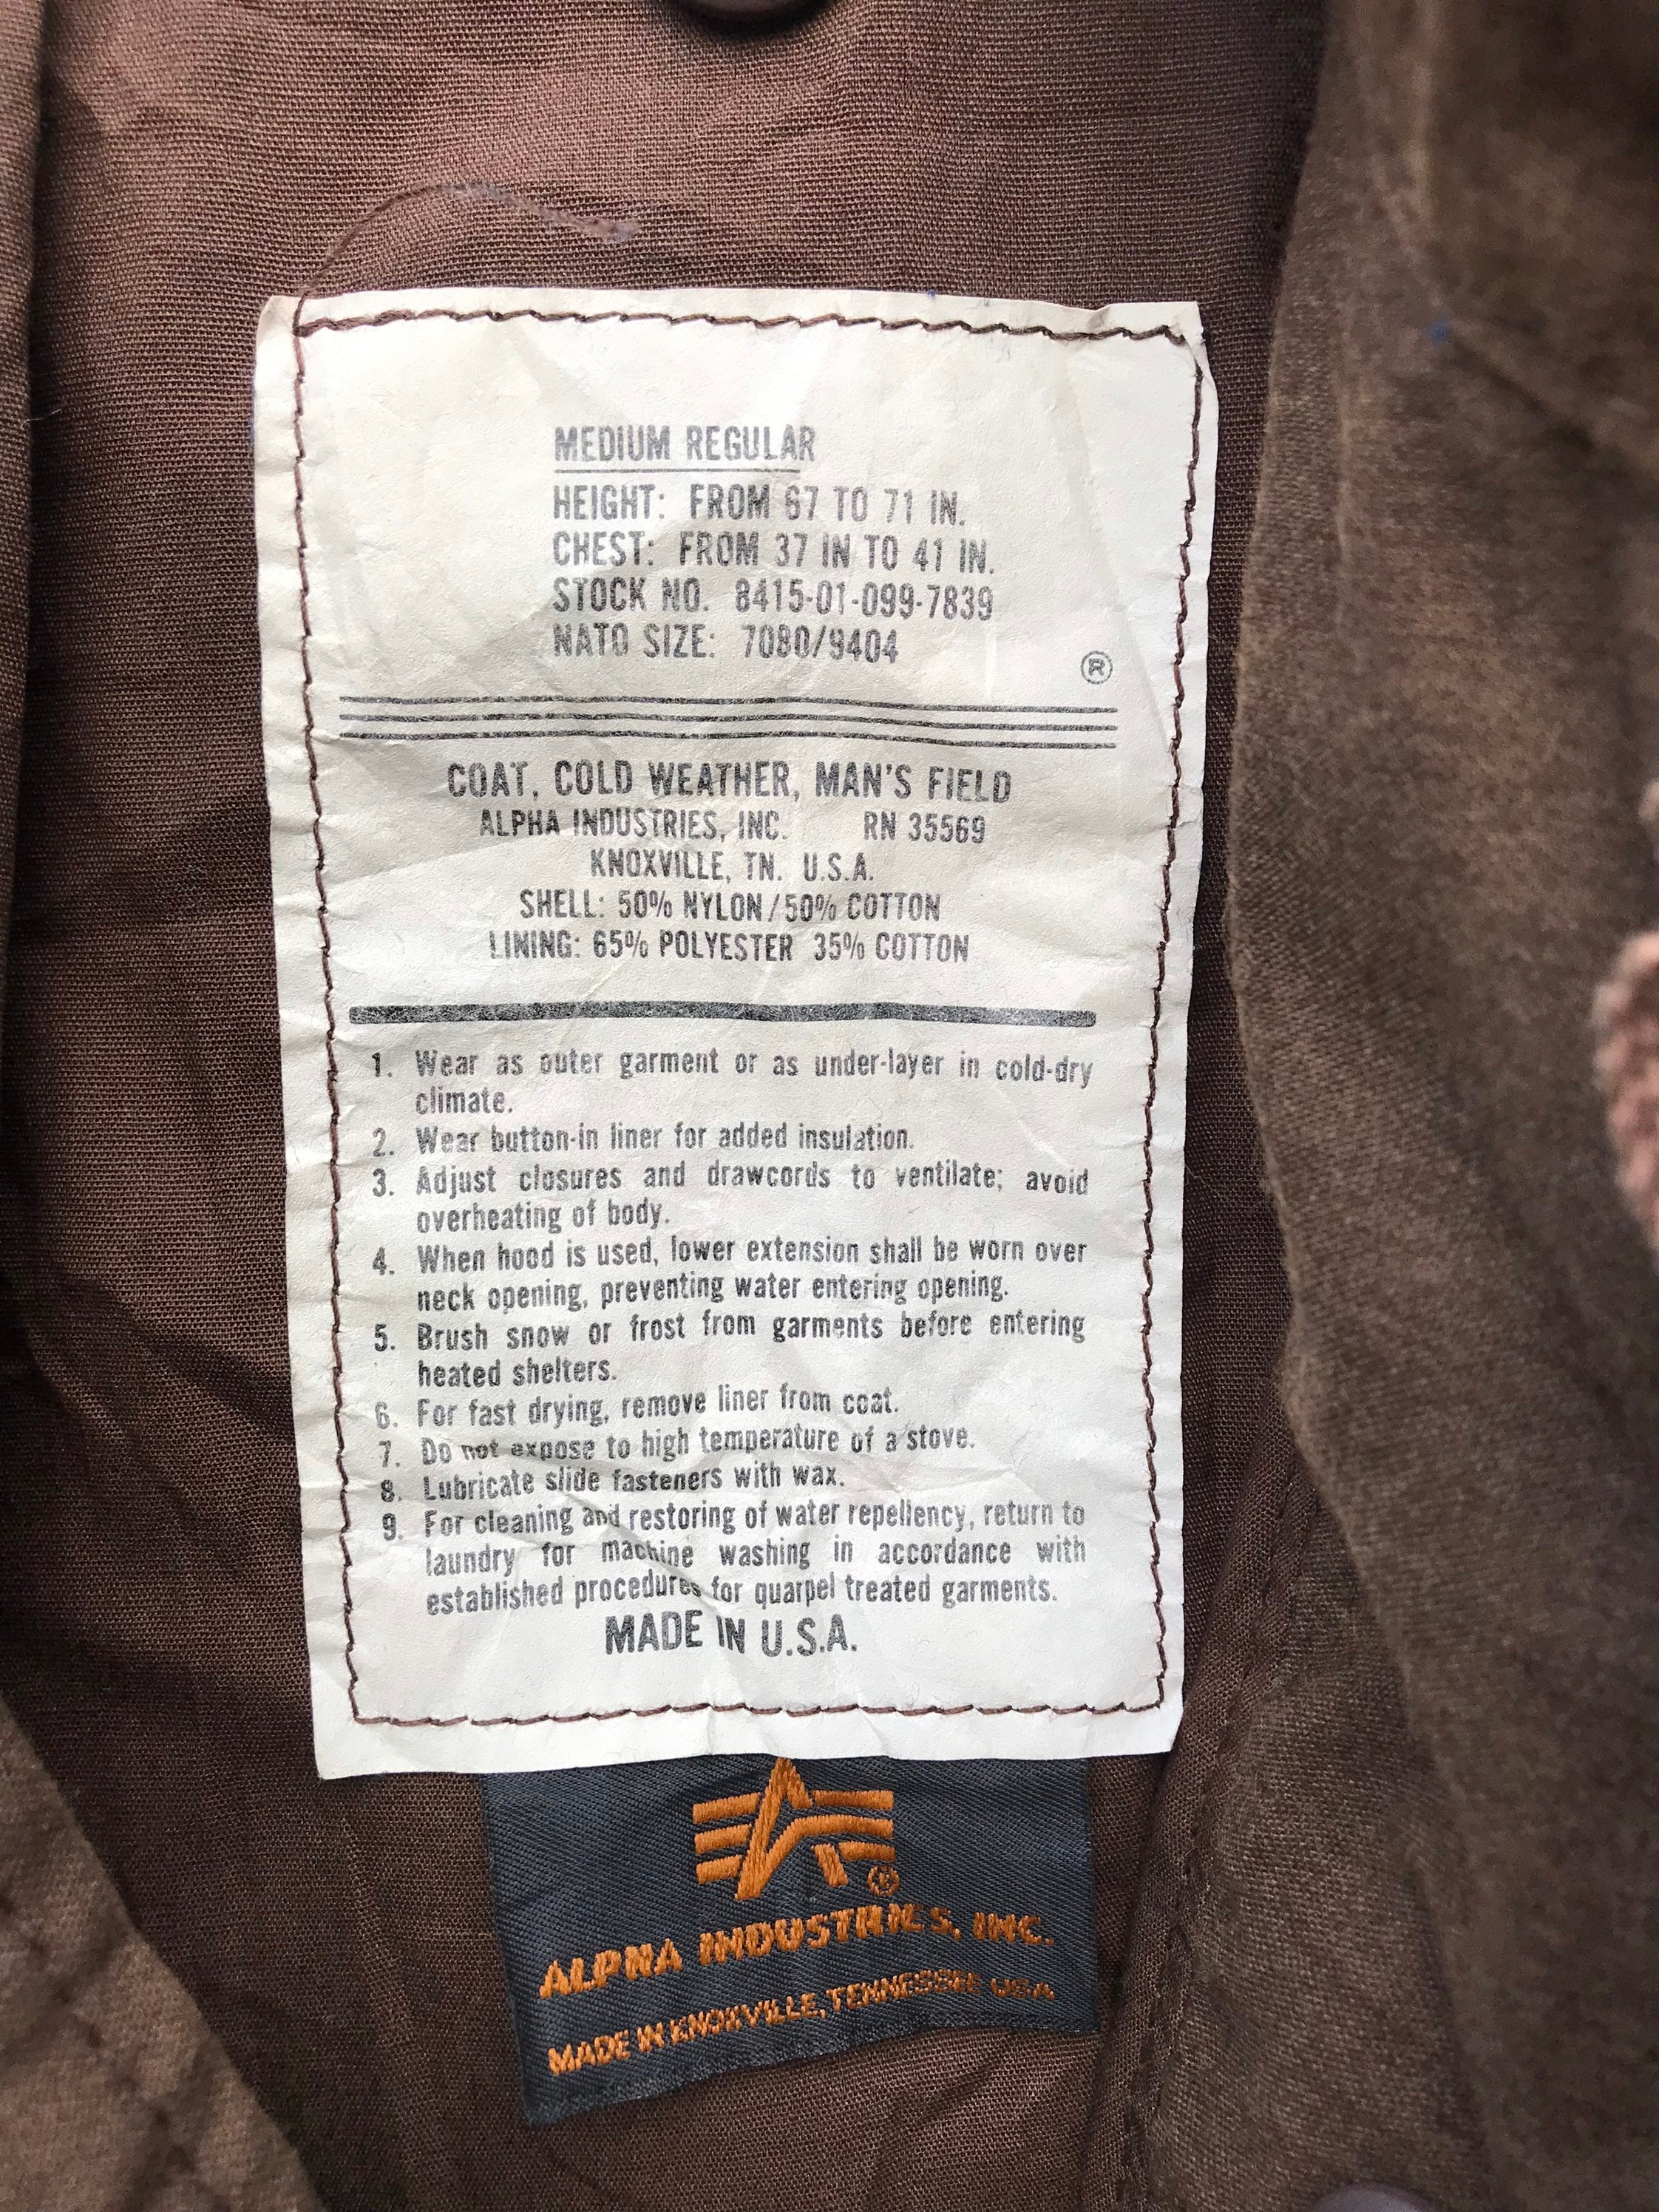 MEDIUM REGULAR
HEIGHT: FROM 67 TO 71 IN.
CHEST: FROM 37 IN TO 41 IN.
STOCK NO. 8415-01-099-7839
NATO SIZE: 7080/9404
®
COAT, COLD WEATHER, MAN'S FIELD
ALPHA INDUSTRIES, INC. RN 35569
KNOXVILLE, TN. U.S.A.
SHELL: 50% NYLON/50% COTTON
LINING: 65% POLYESTER 35% COTTON
1. Wear as outer garment or as under-layer in cold-dry
climate.
2. Wear button-in liner for added insulation.
3. Adjust closures and drawcords to ventilate; avoid
overheating of body.
4. When hood is used, lower extension shall be worn over
neck opening, preventing water entering opening.
5. Brush snow or frost from garments before entering
heated shelters.
6. For fast drying, remove liner from coat.
7. Do not expose to high temperature of a stove.
8. Lubricate slide fasteners with wax.
9. For cleaning and restoring of water repellency, return to
laundry for machine washing in accordance with
established procedures for quarpel treated garments.
MADE IN U.S.A.
®
ALPHA INDUSTRIES, INC.
MADE IN KNOXVILLE, TENNESSEE USA